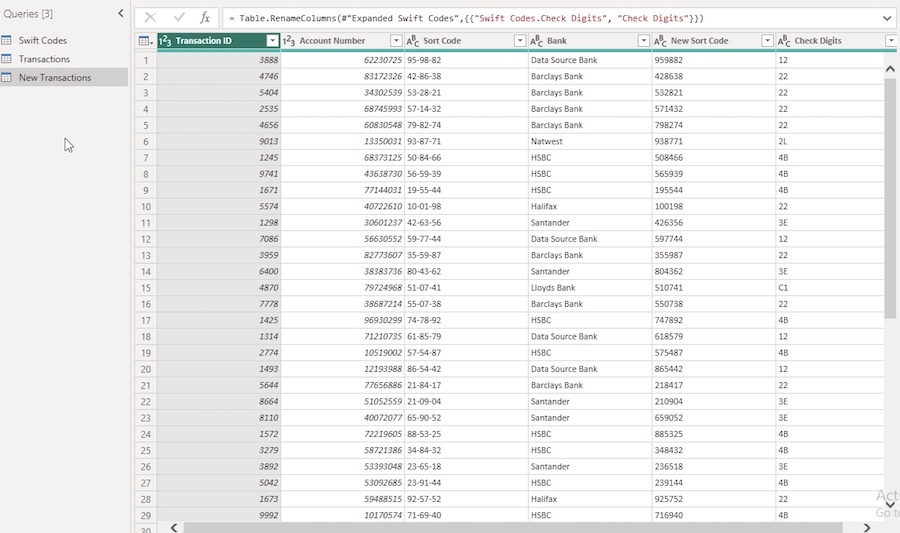 Queries [3]
Swift Codes
Transactions
New Transactions
fx = Table.RenameColumns(#"Expanded Swift Codes",{{"Swift Codes.Check Digits", "Check Digits"}})
1²3 Transaction ID 1²3 Account Number ABC Sort Code ABC Bank ABC New Sort Code ABC Check Digits
1 3888 62230725 95-98-82 Data Source Bank 959882 12
2 4746 83172326 42-86-38 Barclays Bank 428638 22
3 5404 34302539 53-28-21 Barclays Bank 532821 22
4 2535 68745993 57-14-32 Barclays Bank 571432 22
5 4656 60830548 79-82-74 Barclays Bank 798274 22
6 9013 13350031 93-87-71 Natwest 938771 2L
7 1245 68373125 50-84-66 HSBC 508466 4B
8 9741 43638730 56-59-39 HSBC 565939 4B
9 1671 77144031 19-55-44 HSBC 195544 4B
10 5574 40722610 10-01-98 Halifax 100198 22
11 1298 30601237 42-63-56 Santander 426356 3E
12 7086 56630552 59-77-44 Data Source Bank 597744 12
13 3959 82773607 35-59-87 Barclays Bank 355987 22
14 6400 38383736 80-43-62 Santander 804362 3E
15 4870 79724968 51-07-41 Lloyds Bank 510741 C1
16 7778 38687214 55-07-38 Barclays Bank 550738 22
17 1425 96930299 74-78-92 HSBC 747892 4B
18 1314 71210735 61-85-79 Data Source Bank 618579 12
19 2774 10519002 57-54-87 HSBC 575487 4B
20 1493 12193988 86-54-42 Data Source Bank 865442 12
21 5644 77656886 21-84-17 Barclays Bank 218417 22
22 8664 51052559 21-09-04 Santander 210904 3E
23 8110 40072077 65-90-52 Santander 659052 3E
24 1572 72219605 88-53-25 HSBC 885325 4B
25 3279 58721386 34-84-32 HSBC 348432 4B
26 3892 53393048 23-65-18 Santander 236518 3E
27 5042 53092685 23-91-44 HSBC 239144 4B
28 1673 59488515 92-57-52 Halifax 925752 22
29 9992 10170574 71-69-40 HSBC 716940 4B
30